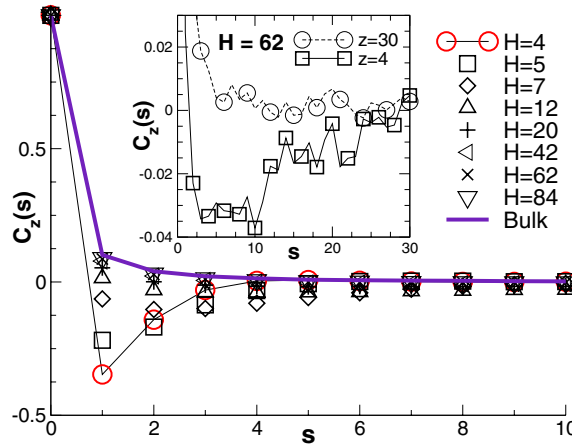 C_z(s)
0.5
0
-0.5
0
2
4
6
8
10
s
H = 62
z=30
z=4
C_z(s)
0.02
0
-0.02
-0.04
0
10
20
30
s
H=4
H=5
H=7
H=12
H=20
H=42
H=62
H=84
Bulk